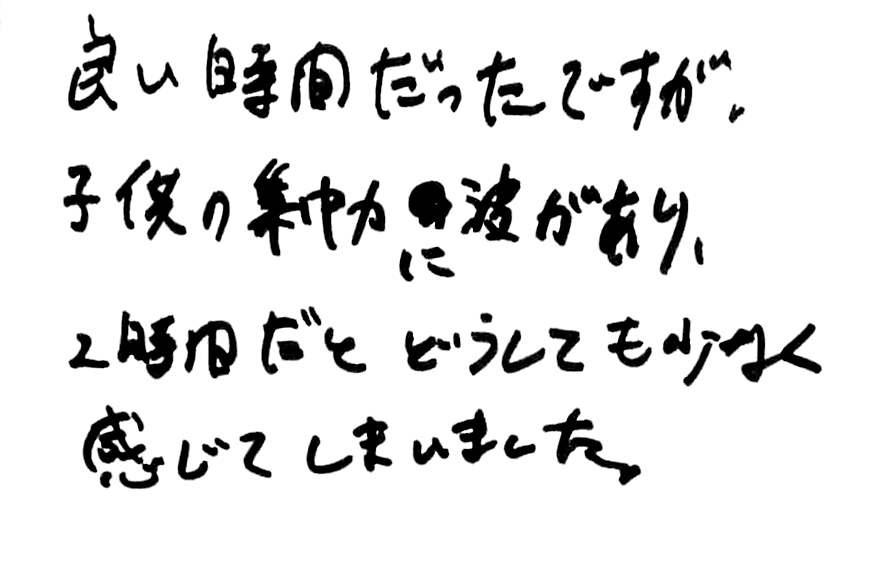 良い時間だったですが、
子供の集中力に波があり、
2時間だとどうしても少なく
感じてしまいました。